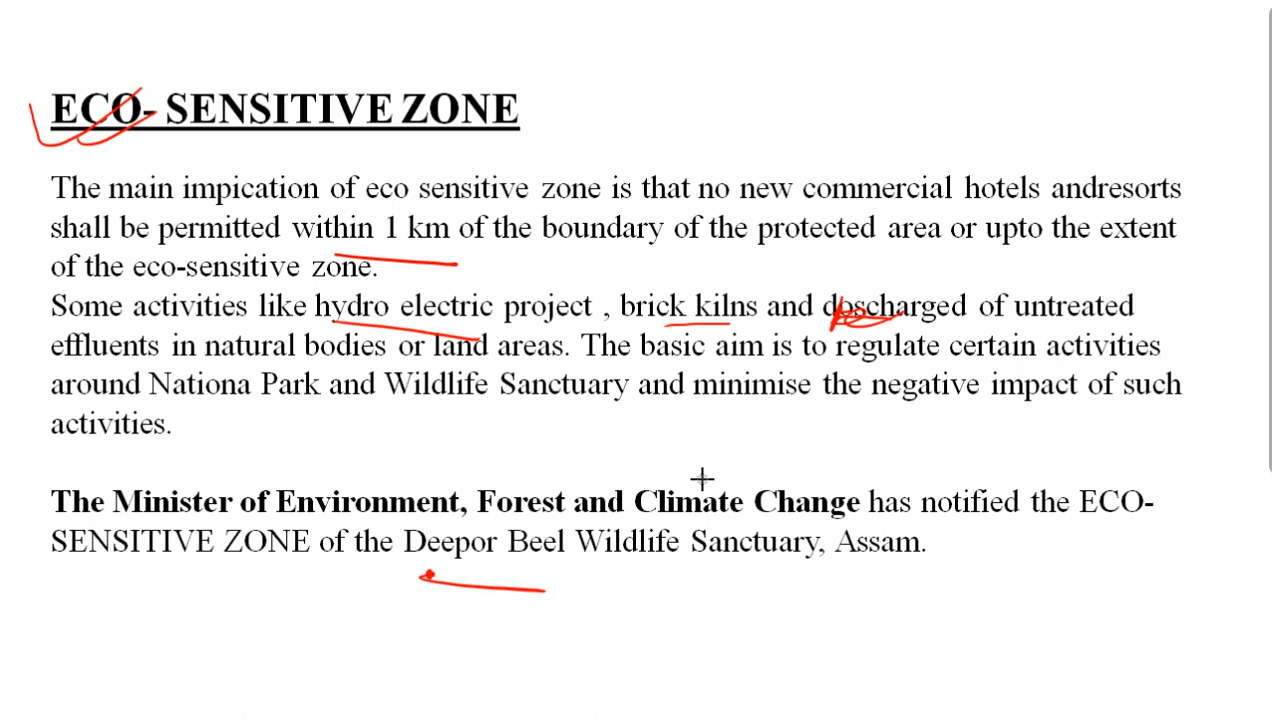 ECO- SENSITIVE ZONE
The main impication of eco sensitive zone is that no new commercial hotels andresorts
shall be permitted within 1 km of the boundary of the protected area or upto the extent
of the eco-sensitive zone.
Some activities like hydro electric project , brick kilns and descharged of untreated
effluents in natural bodies or land areas. The basic aim is to regulate certain activities
around Nationa Park and Wildlife Sanctuary and minimise the negative impact of such
activities.
The Minister of Environment, Forest and Climate Change has notified the ECO-
SENSITIVE ZONE of the Deepor Beel Wildlife Sanctuary, Assam.